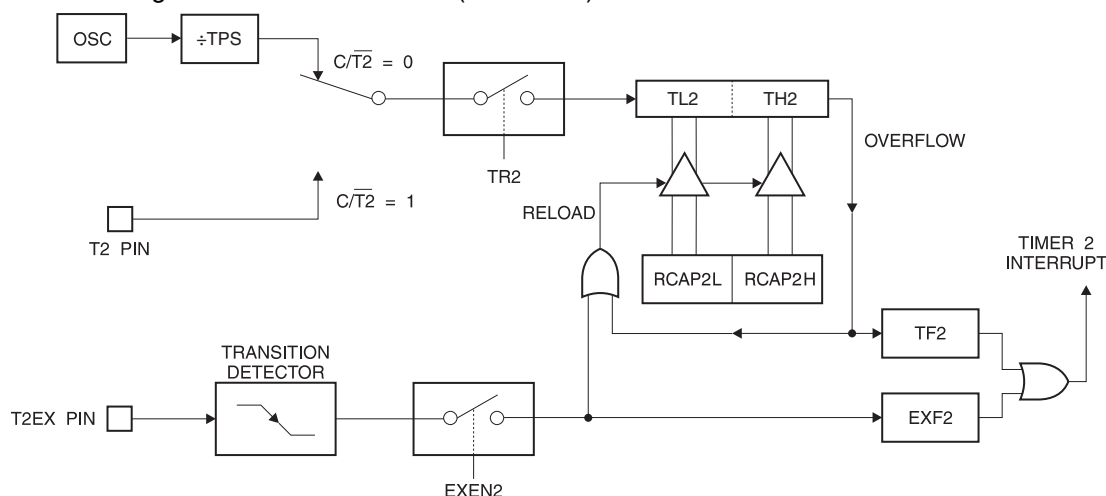 OSC
÷TPS
C/T2 = 0
TL2
TH2
OVERFLOW
TR2
C/T2 = 1
T2 PIN
RELOAD
TIMER 2
INTERRUPT
RCAP2L
RCAP2H
TRANSITION
DETECTOR
TF2
T2EX PIN
EXF2
EXEN2